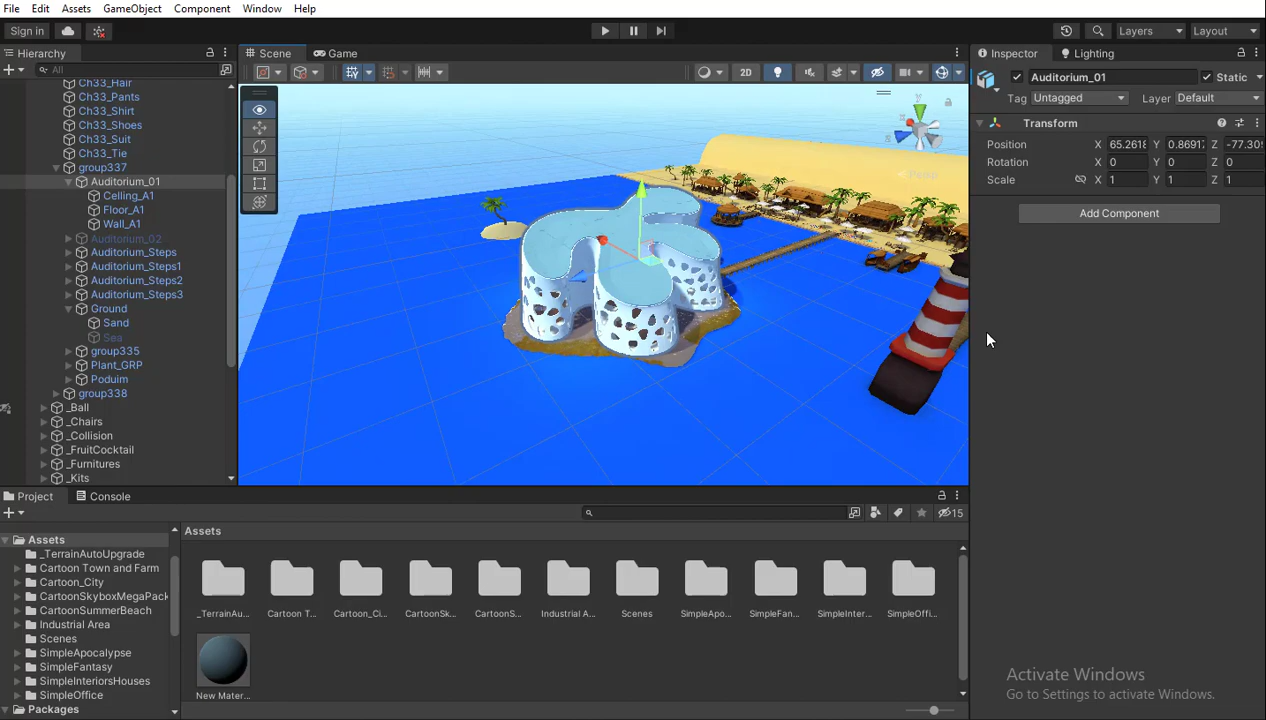 File Edit Assets GameObject Component Window Help
Sign in Layers Layout
Hierarchy
All
Ch33_Hair
Ch33_Pants
Ch33_Shirt
Ch33_Shoes
Ch33_Suit
Ch33_Tie
group337
Auditorium_01
Celling_A1
Floor_A1
Wall_A1
Auditorium_02
Auditorium_Steps
Auditorium_Steps1
Auditorium_Steps2
Auditorium_Steps3
Ground
Sand
Sea
group335
Plant_GRP
Poduim
group338
_Ball
_Chairs
_Collision
_FruitCocktail
_Furnitures
_Kits
Scene Game
2D
y
x
Persp
Inspector Lighting
Auditorium_01 Static
Tag Untagged Layer Default
Transform
Position X 65.2618 Y 0.86917 Z -77.309
Rotation X 0 Y 0 Z 0
Scale X 1 Y 1 Z 1
Add Component
Project Console
15
Assets
_TerrainAutoUpgrade
Cartoon Town and Farm
Cartoon_City
CartoonSkyboxMegaPack
CartoonSummerBeach
Industrial Area
Scenes
SimpleApocalypse
SimpleFantasy
SimpleInteriorsHouses
SimpleOffice
Packages
Assets
_TerrainAu... Cartoon T... Cartoon_Ci... CartoonSk... CartoonS... Industrial A... Scenes SimpleApo... SimpleFan... SimpleInter... SimpleOffi...
New Mater...
Activate Windows
Go to Settings to activate Windows.